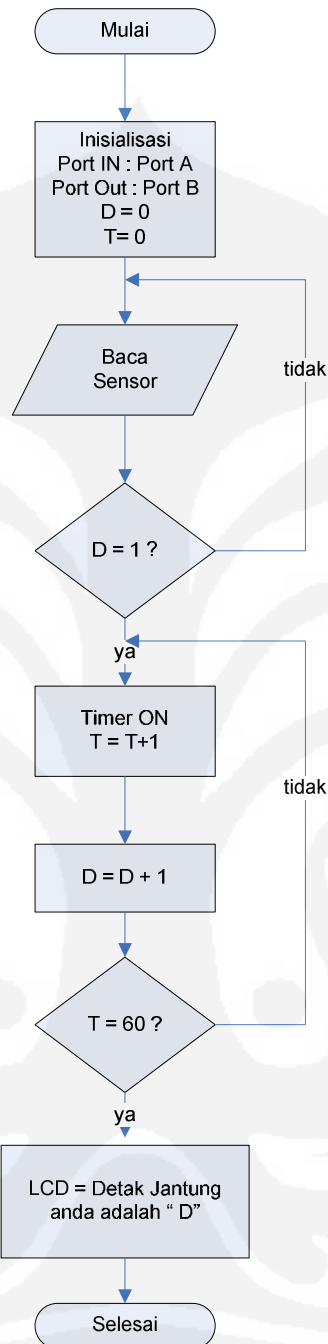 Mulai
Inisialisasi
Port IN : Port A
Port Out : Port B
D = 0
T= 0
Baca
Sensor
tidak
D = 1 ?
ya
Timer ON
T = T+1
tidak
D = D + 1
T = 60 ?
ya
LCD = Detak Jantung
anda adalah “ D”
Selesai